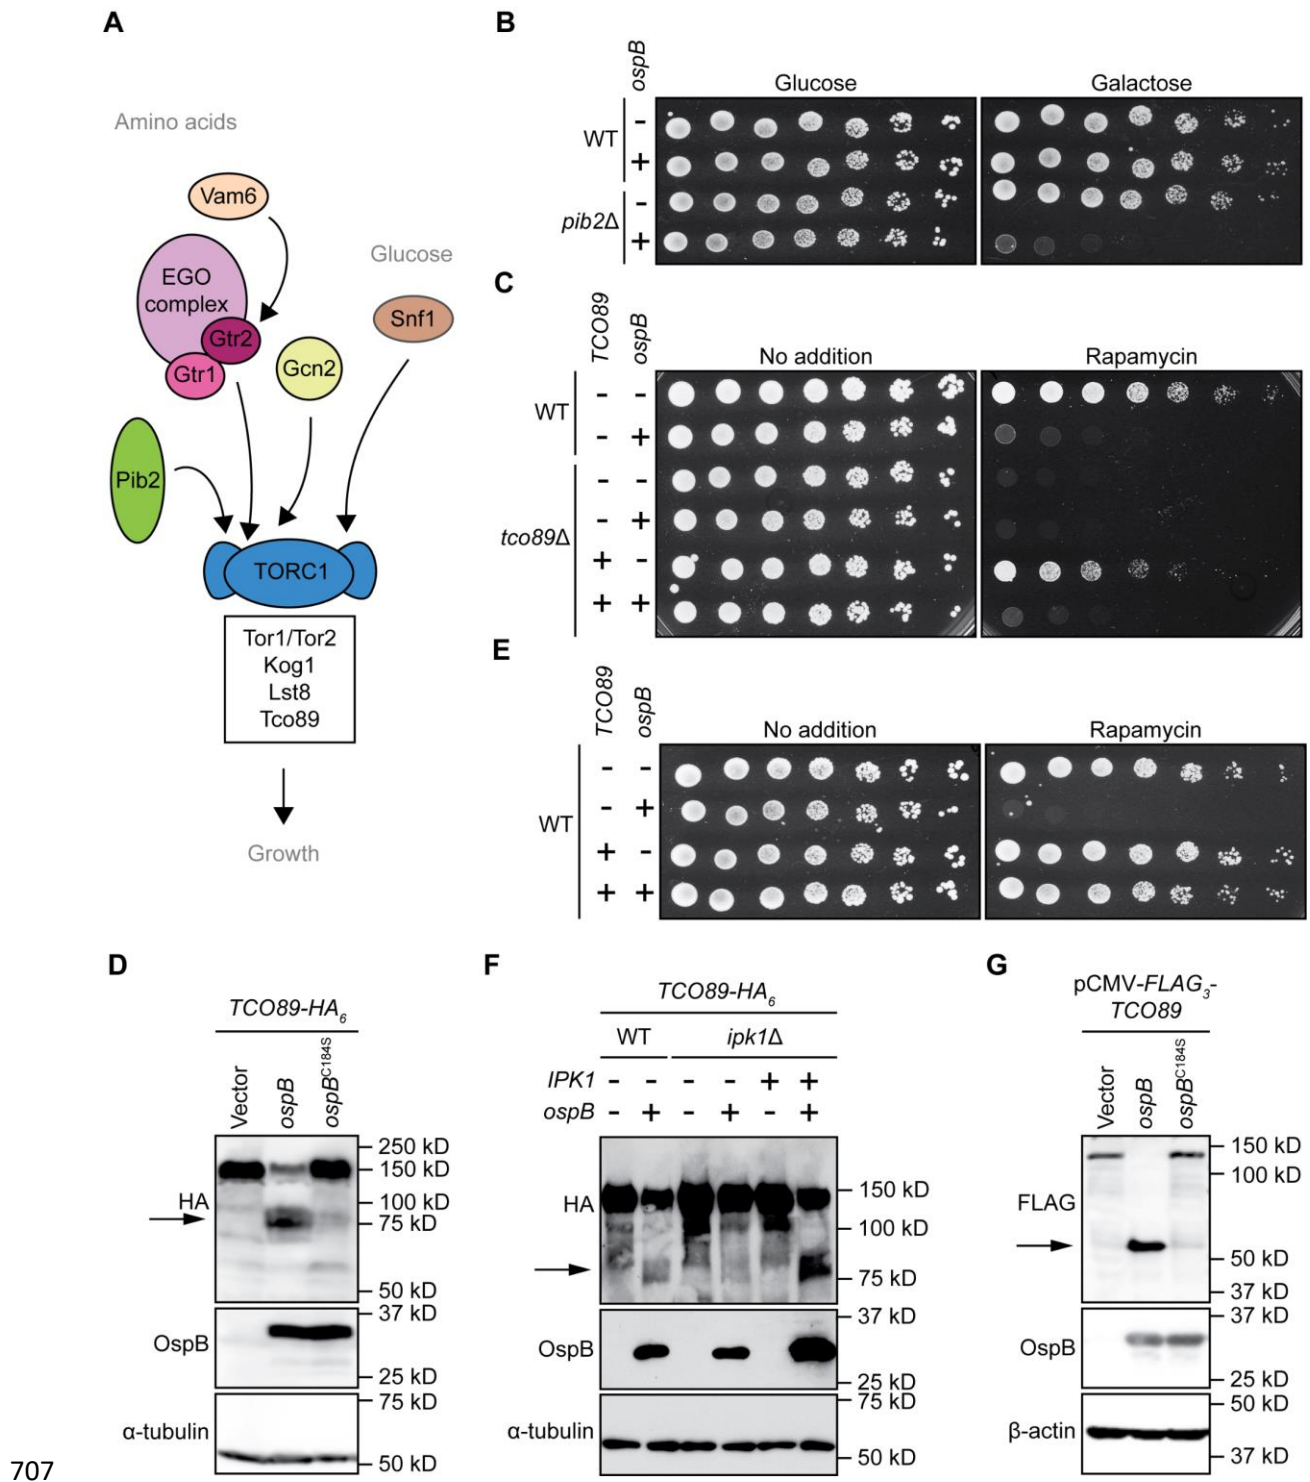 A
Amino acids
Vam6
EGO
complex
Gtr2
Gtr1
Glucose
Snf1
Gcn2
Pib2
TORC1
Tor1/Tor2
Kog1
Lst8
Tco89
Growth
B
ospB
Glucose Galactose
WT
-
+
pib2Δ
-
+
C
TCO89 ospB
No addition Rapamycin
WT
- -
- +
tco89Δ
- -
- +
+ -
+ +
E
TCO89 ospB
No addition Rapamycin
WT
- -
- +
+ -
+ +
D
TCO89-HA6
Vector ospB ospBC184S
HA
250 kD
150 kD
100 kD
75 kD
50 kD
OspB
37 kD
25 kD
α-tubulin
75 kD
50 kD
F
TCO89-HA6
WT ipk1Δ
IPK1 - - - - + +
ospB - + - + - +
HA
150 kD
100 kD
75 kD
OspB
37 kD
25 kD
α-tubulin
75 kD
50 kD
G
pCMV-FLAG3-
TCO89
Vector ospB ospBC184S
FLAG
150 kD
100 kD
50 kD
37 kD
OspB
37 kD
25 kD
β-actin
50 kD
37 kD
707